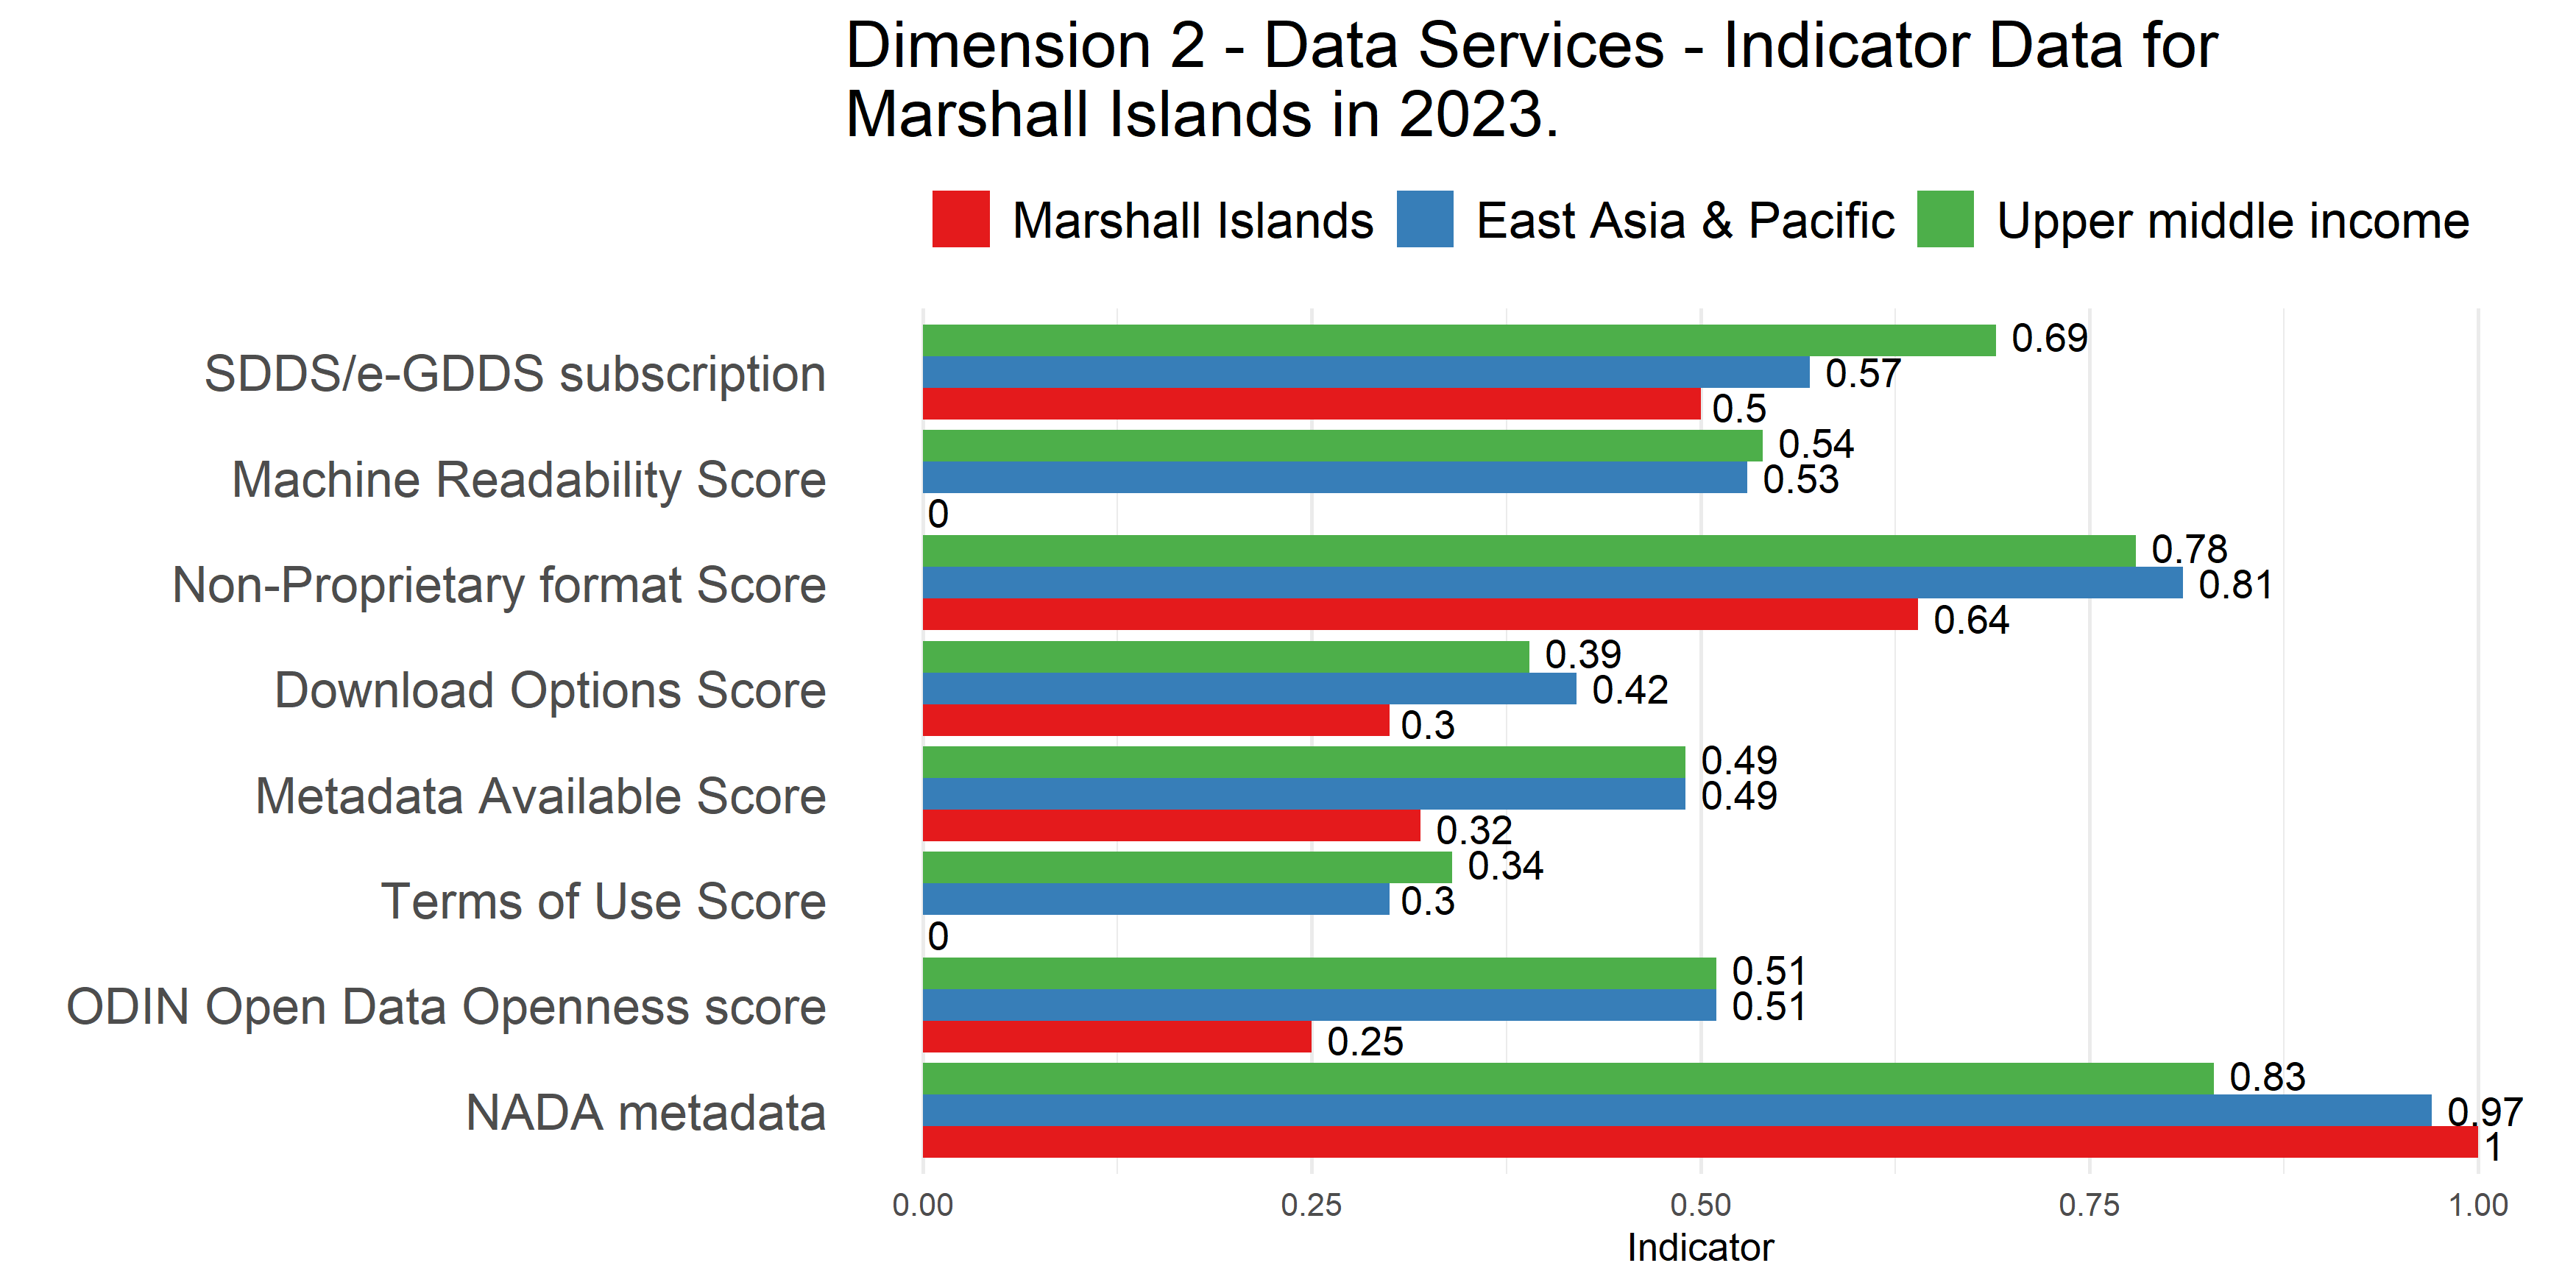 Dimension 2 - Data Services - Indicator Data for
Marshall Islands in 2023.
Marshall Islands
East Asia & Pacific
Upper middle income
SDDS/e-GDDS subscription
0.69
0.57
0.5
Machine Readability Score
0.54
0.53
0
Non-Proprietary format Score
0.78
0.81
0.64
Download Options Score
0.39
0.42
0.3
Metadata Available Score
0.49
0.49
0.32
Terms of Use Score
0.34
0.3
0
ODIN Open Data Openness score
0.51
0.51
0.25
NADA metadata
0.83
0.97
1
0.00
0.25
0.50
0.75
1.00
Indicator